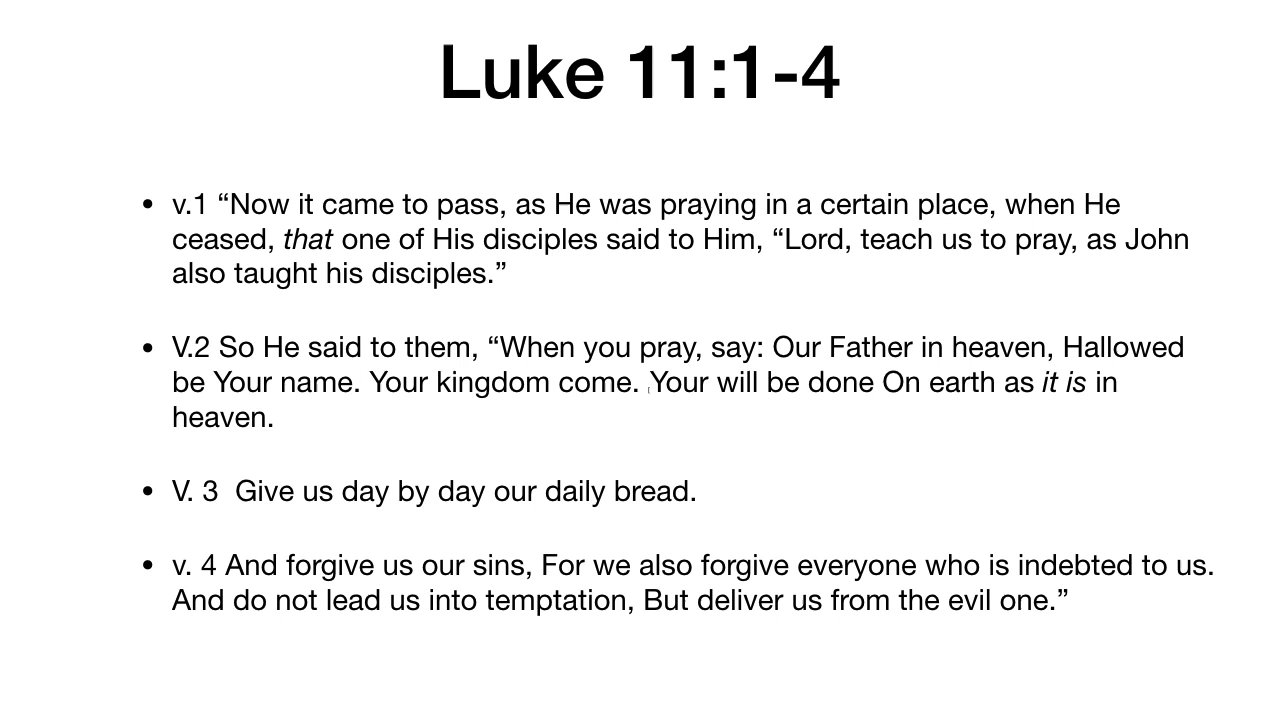 Luke 11:1-4
• v.1 “Now it came to pass, as He was praying in a certain place, when He
ceased, that one of His disciples said to Him, “Lord, teach us to pray, as John
also taught his disciples.”
• V.2 So He said to them, “When you pray, say: Our Father in heaven, Hallowed
be Your name. Your kingdom come. Your will be done On earth as it is in
heaven.
• V. 3  Give us day by day our daily bread.
• v. 4 And forgive us our sins, For we also forgive everyone who is indebted to us.
And do not lead us into temptation, But deliver us from the evil one.”